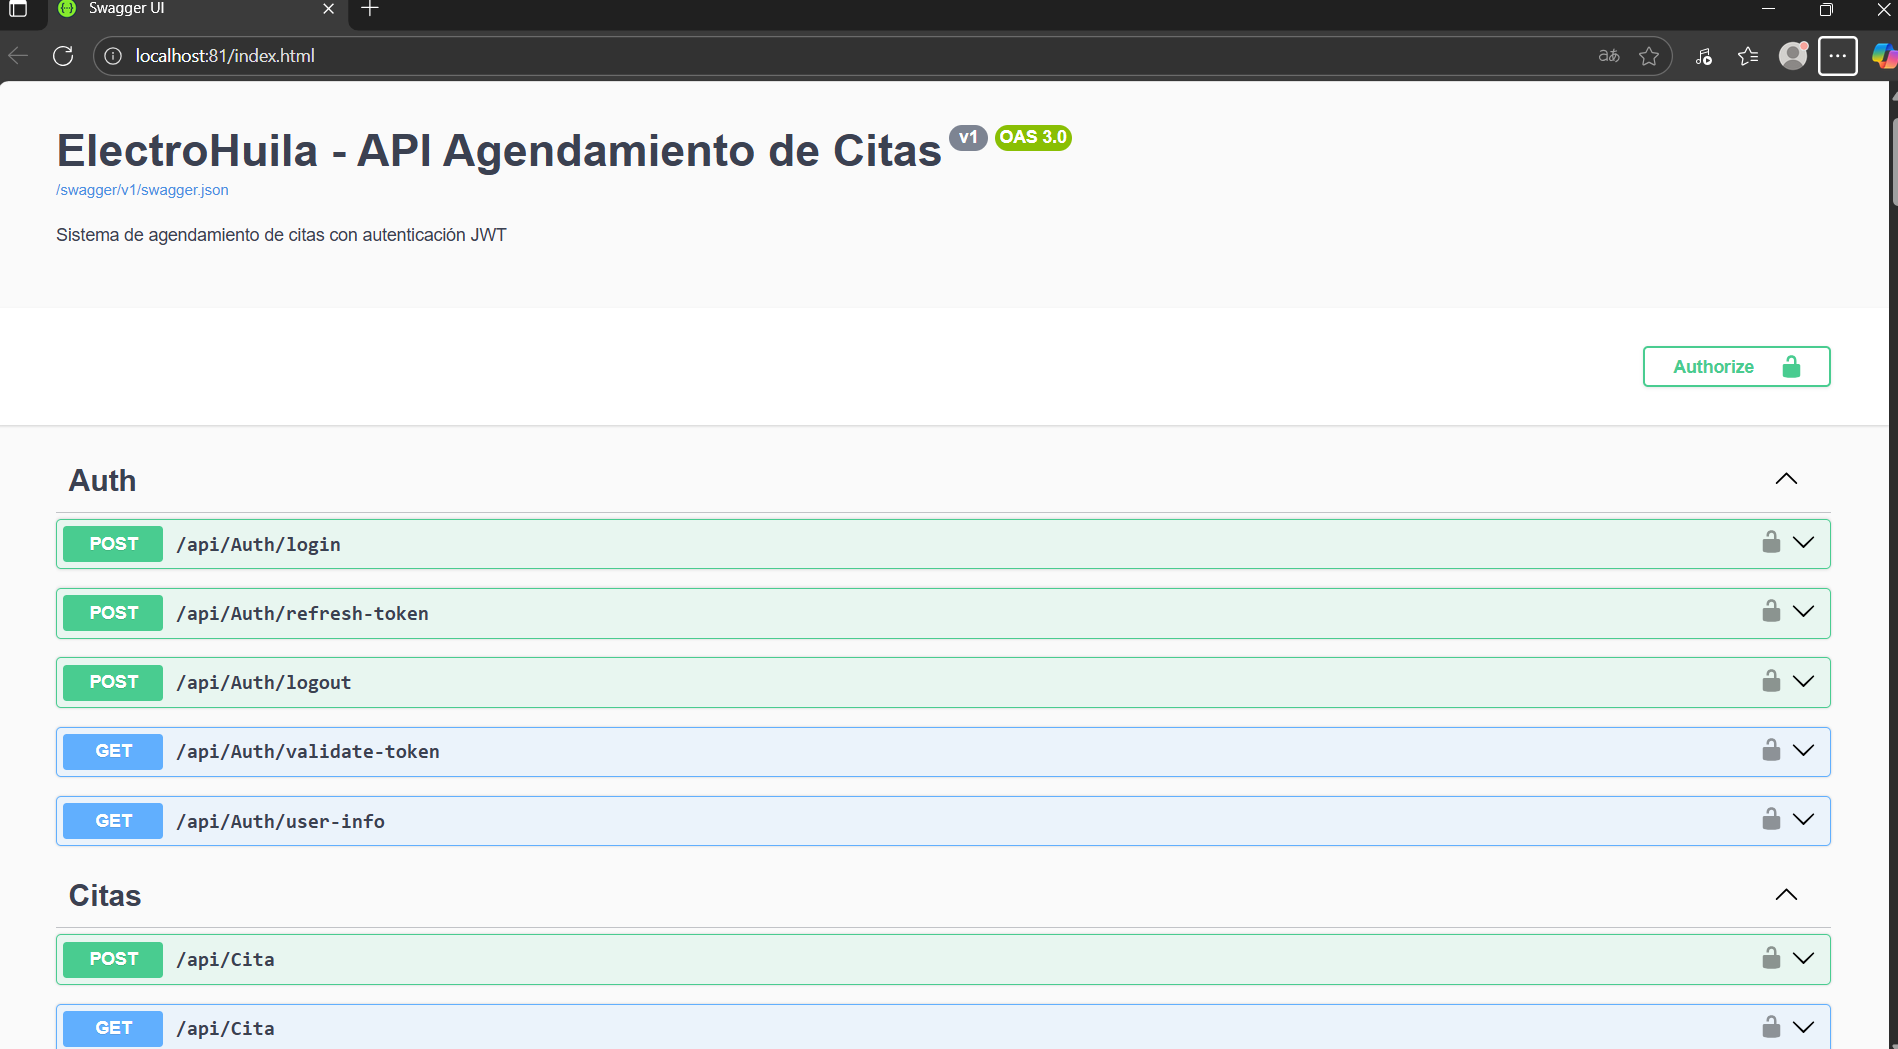 Swagger UI
localhost:81/index.html
aあ
ElectroHuila - API Agendamiento de Citas v1 OAS 3.0
/swagger/v1/swagger.json
Sistema de agendamiento de citas con autenticación JWT
Authorize
Auth
POST /api/Auth/login
POST /api/Auth/refresh-token
POST /api/Auth/logout
GET /api/Auth/validate-token
GET /api/Auth/user-info
Citas
POST /api/Cita
GET /api/Cita